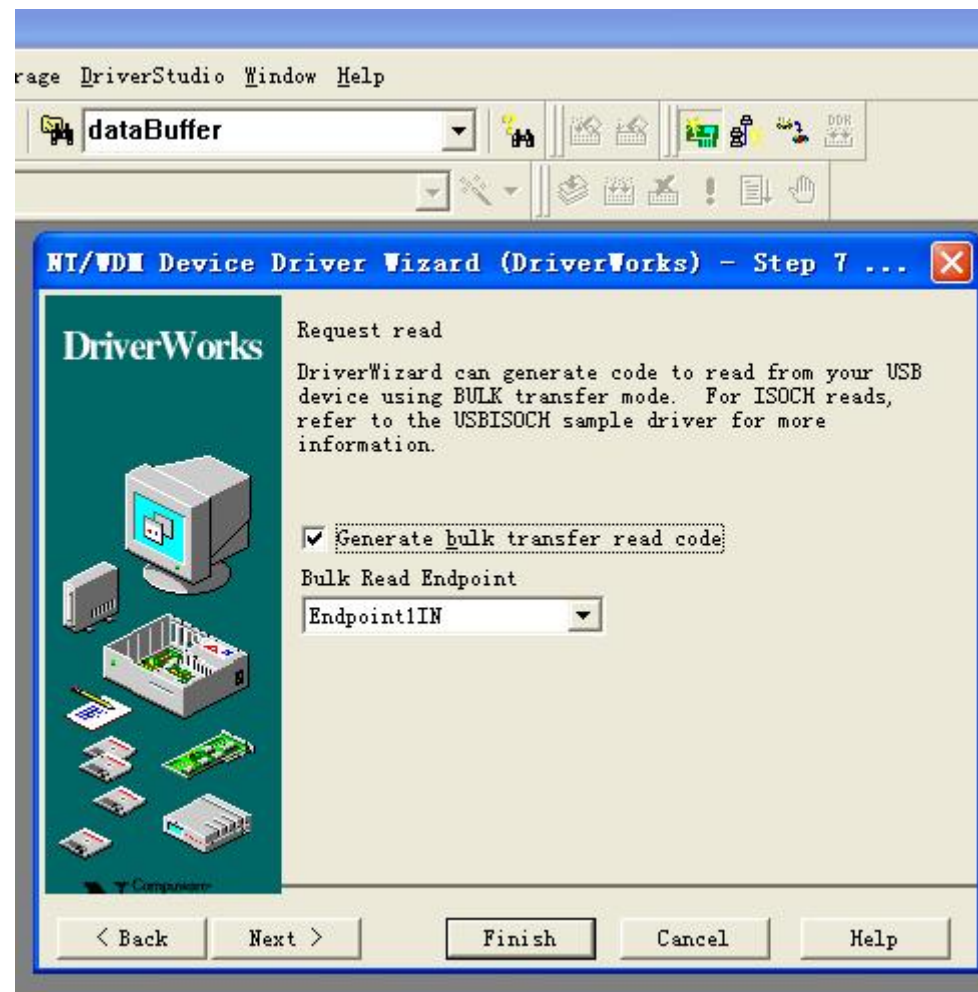 rage DriverStudio Window Help
dataBuffer
DDK
NT/WDM Device Driver Wizard (DriverWorks) - Step 7 ...
DriverWorks
Request read
DriverWizard can generate code to read from your USB
device using BULK transfer mode. For ISOCH reads,
refer to the USBISOCH sample driver for more
information.
Generate bulk transfer read code
Bulk Read Endpoint
Endpoint1IN
Compuware
< Back Next > Finish Cancel Help